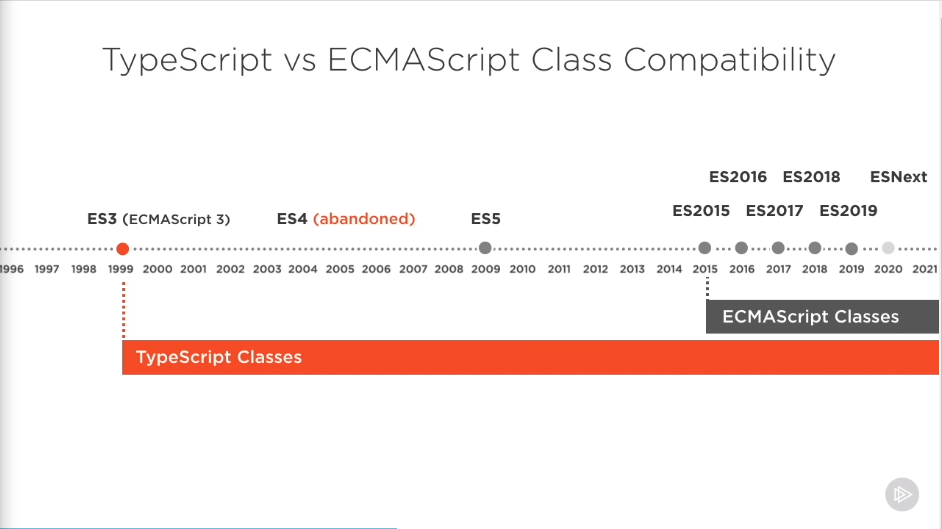 TypeScript vs ECMAScript Class Compatibility
ES2016 ES2018 ESNext
ES3 (ECMAScript 3) ES4 (abandoned) ES5 ES2015 ES2017 ES2019
1996 1997 1998 1999 2000 2001 2002 2003 2004 2005 2006 2007 2008 2009 2010 2011 2012 2013 2014 2015 2016 2017 2018 2019 2020 2021
ECMAScript Classes
TypeScript Classes